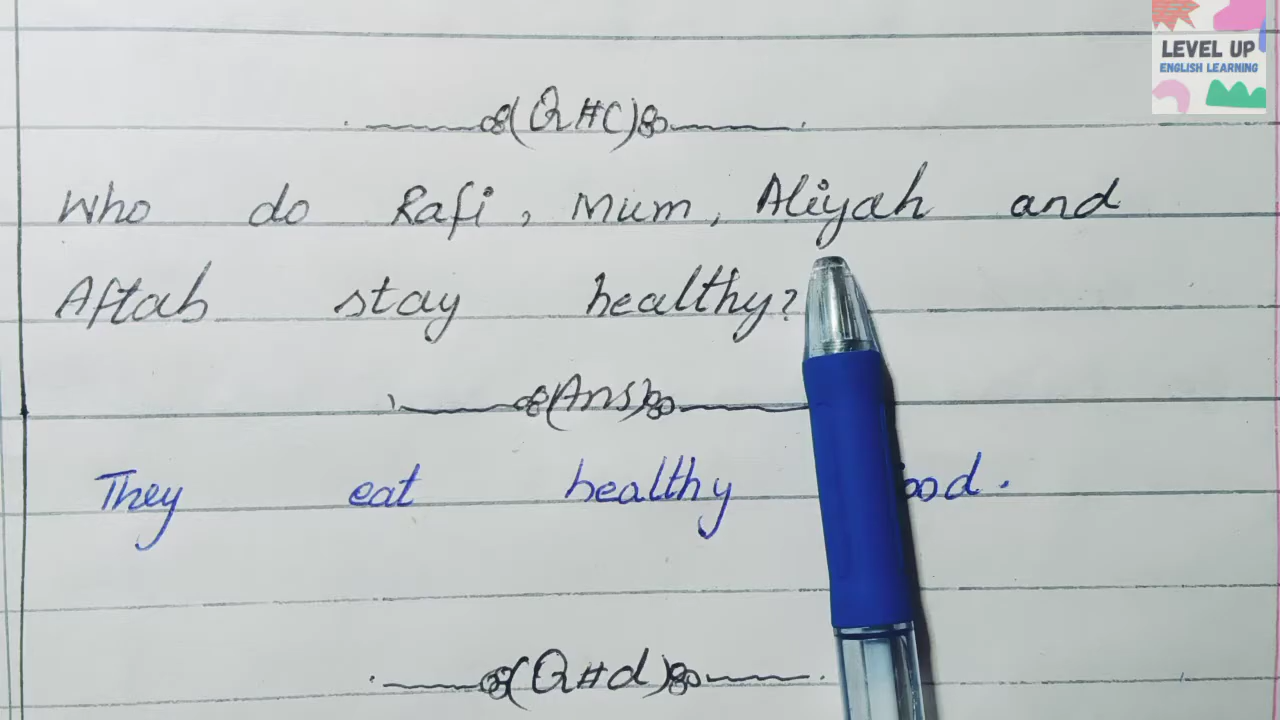 LEVEL UP
ENGLISH LEARNING
(Q#C)
Who do Rafi, Mum, Aliyah and
Aftab stay healthy?
(Ans)
They eat healthy
(Q#d)